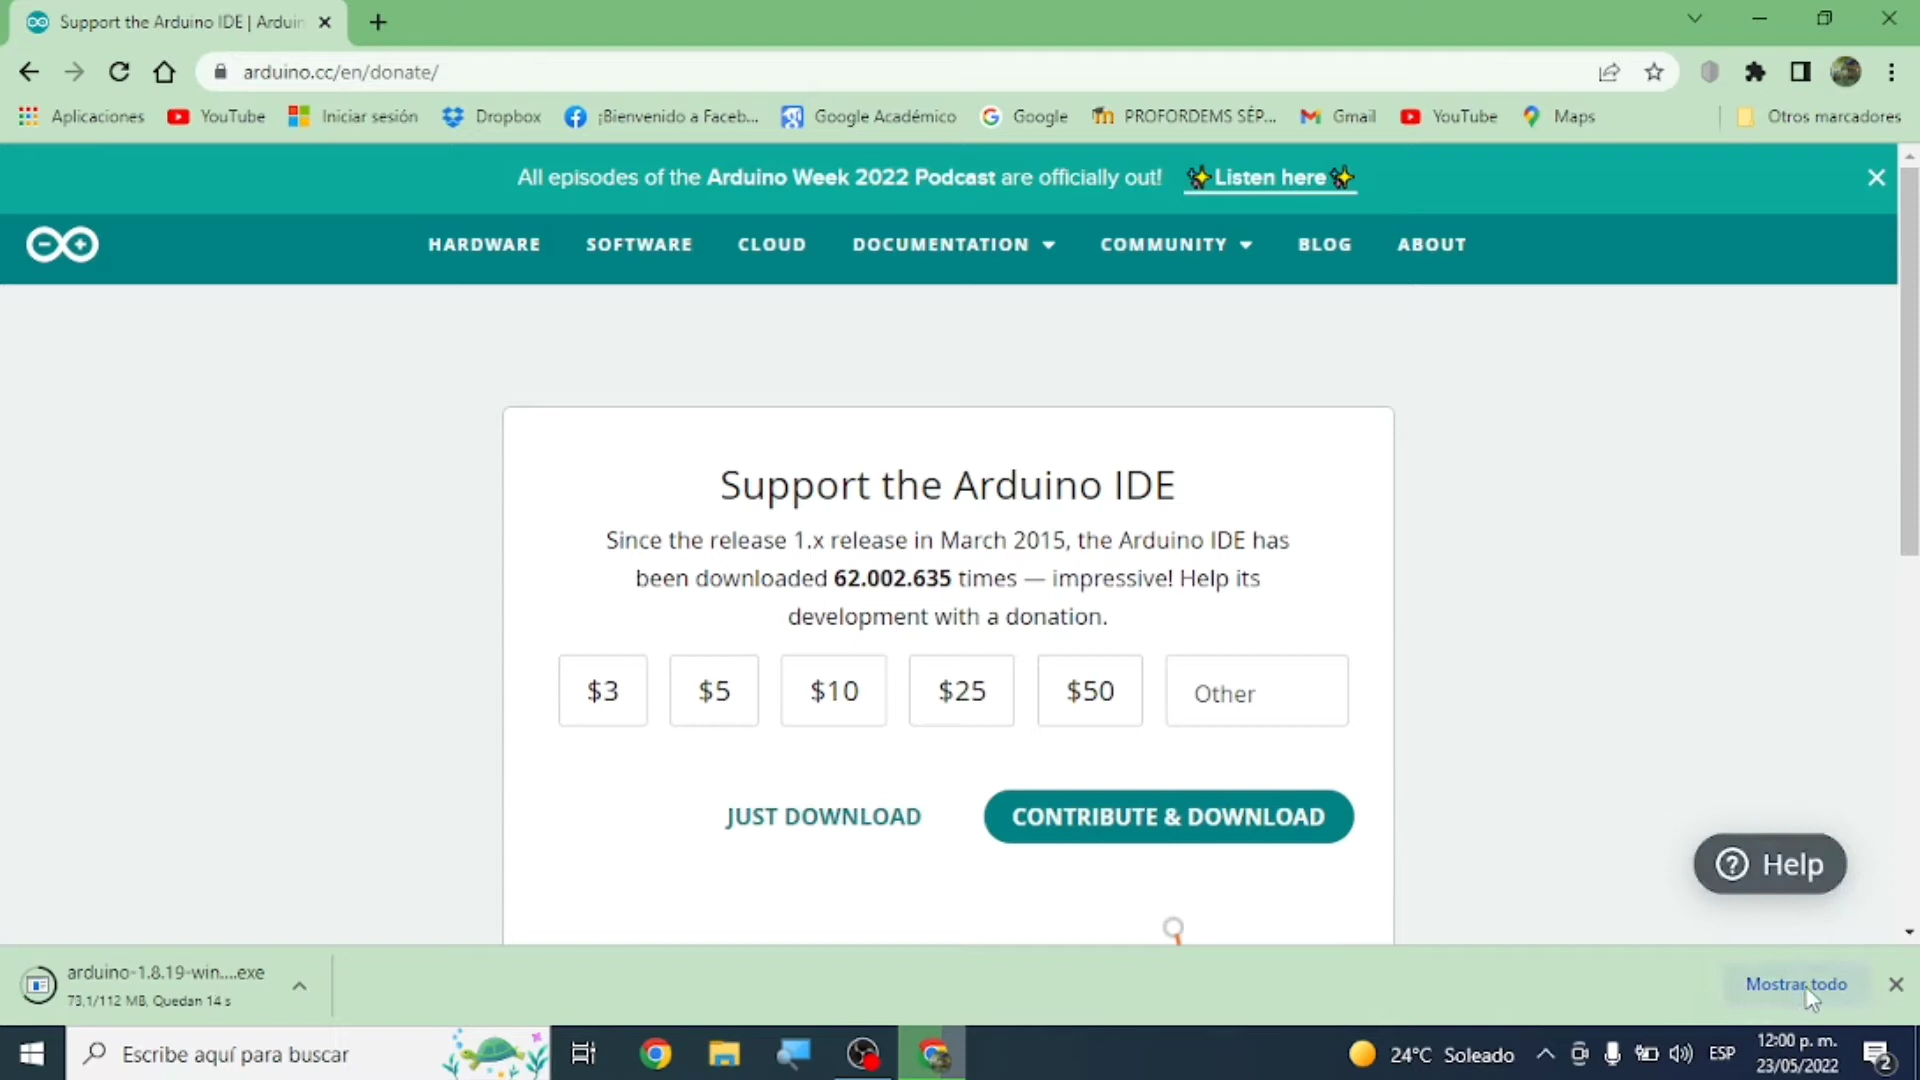 Support the Arduino IDE | Arduin
arduino.cc/en/donate/
Aplicaciones YouTube Iniciar sesión Dropbox ¡Bienvenido a Faceb... Google Académico Google PROFORDEMS SÉP... Gmail YouTube Maps Otros marcadores
All episodes of the Arduino Week 2022 Podcast are officially out! ✨Listen here✨
HARDWARE SOFTWARE CLOUD DOCUMENTATION COMMUNITY BLOG ABOUT
Support the Arduino IDE
Since the release 1.x release in March 2015, the Arduino IDE has
been downloaded 62.002.635 times — impressive! Help its
development with a donation.
$3 $5 $10 $25 $50 Other
JUST DOWNLOAD CONTRIBUTE & DOWNLOAD
Help
arduino-1.8.19-win....exe
73,1/112 MB, Quedan 14 s
Mostrar todo
Escribe aquí para buscar
24°C Soleado
ESP
12:00 p. m.
23/05/2022
2